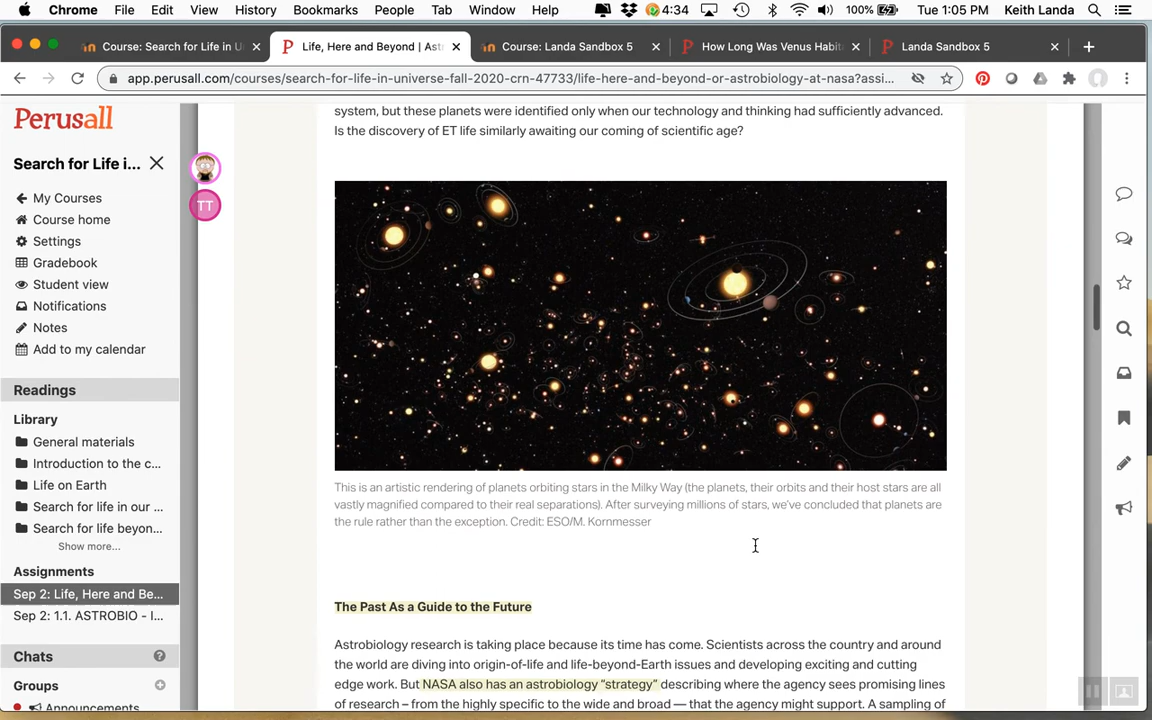 Chrome File Edit View History Bookmarks People Tab Window Help 4:34 100% Tue 1:05 PM Keith Landa
Course: Search for Life in U Life, Here and Beyond | Ast Course: Landa Sandbox 5 How Long Was Venus Habit Landa Sandbox 5
app.perusall.com/courses/search-for-life-in-universe-fall-2020-crn-47733/life-here-and-beyond-or-astrobiology-at-nasa?assi...
Perusall
Search for Life i...
My Courses
Course home
Settings
Gradebook
Student view
Notifications
Notes
Add to my calendar
Readings
Library
General materials
Introduction to the c...
Life on Earth
Search for life in our ...
Search for life beyon...
Show more...
Assignments
Sep 2: Life, Here and Be...
Sep 2: 1.1. ASTROBIO - I...
Chats
Groups
Announcements
TT
system, but these planets were identified only when our technology and thinking had sufficiently advanced.
Is the discovery of ET life similarly awaiting our coming of scientific age?
This is an artistic rendering of planets orbiting stars in the Milky Way (the planets, their orbits and their host stars are all
vastly magnified compared to their real separations). After surveying millions of stars, we've concluded that planets are
the rule rather than the exception. Credit: ESO/M. Kornmesser
The Past As a Guide to the Future
Astrobiology research is taking place because its time has come. Scientists across the country and around
the world are diving into origin-of-life and life-beyond-Earth issues and developing exciting and cutting
edge work. But NASA also has an astrobiology “strategy” describing where the agency sees promising lines
of research – from the highly specific to the wide and broad — that the agency might support. A sampling of